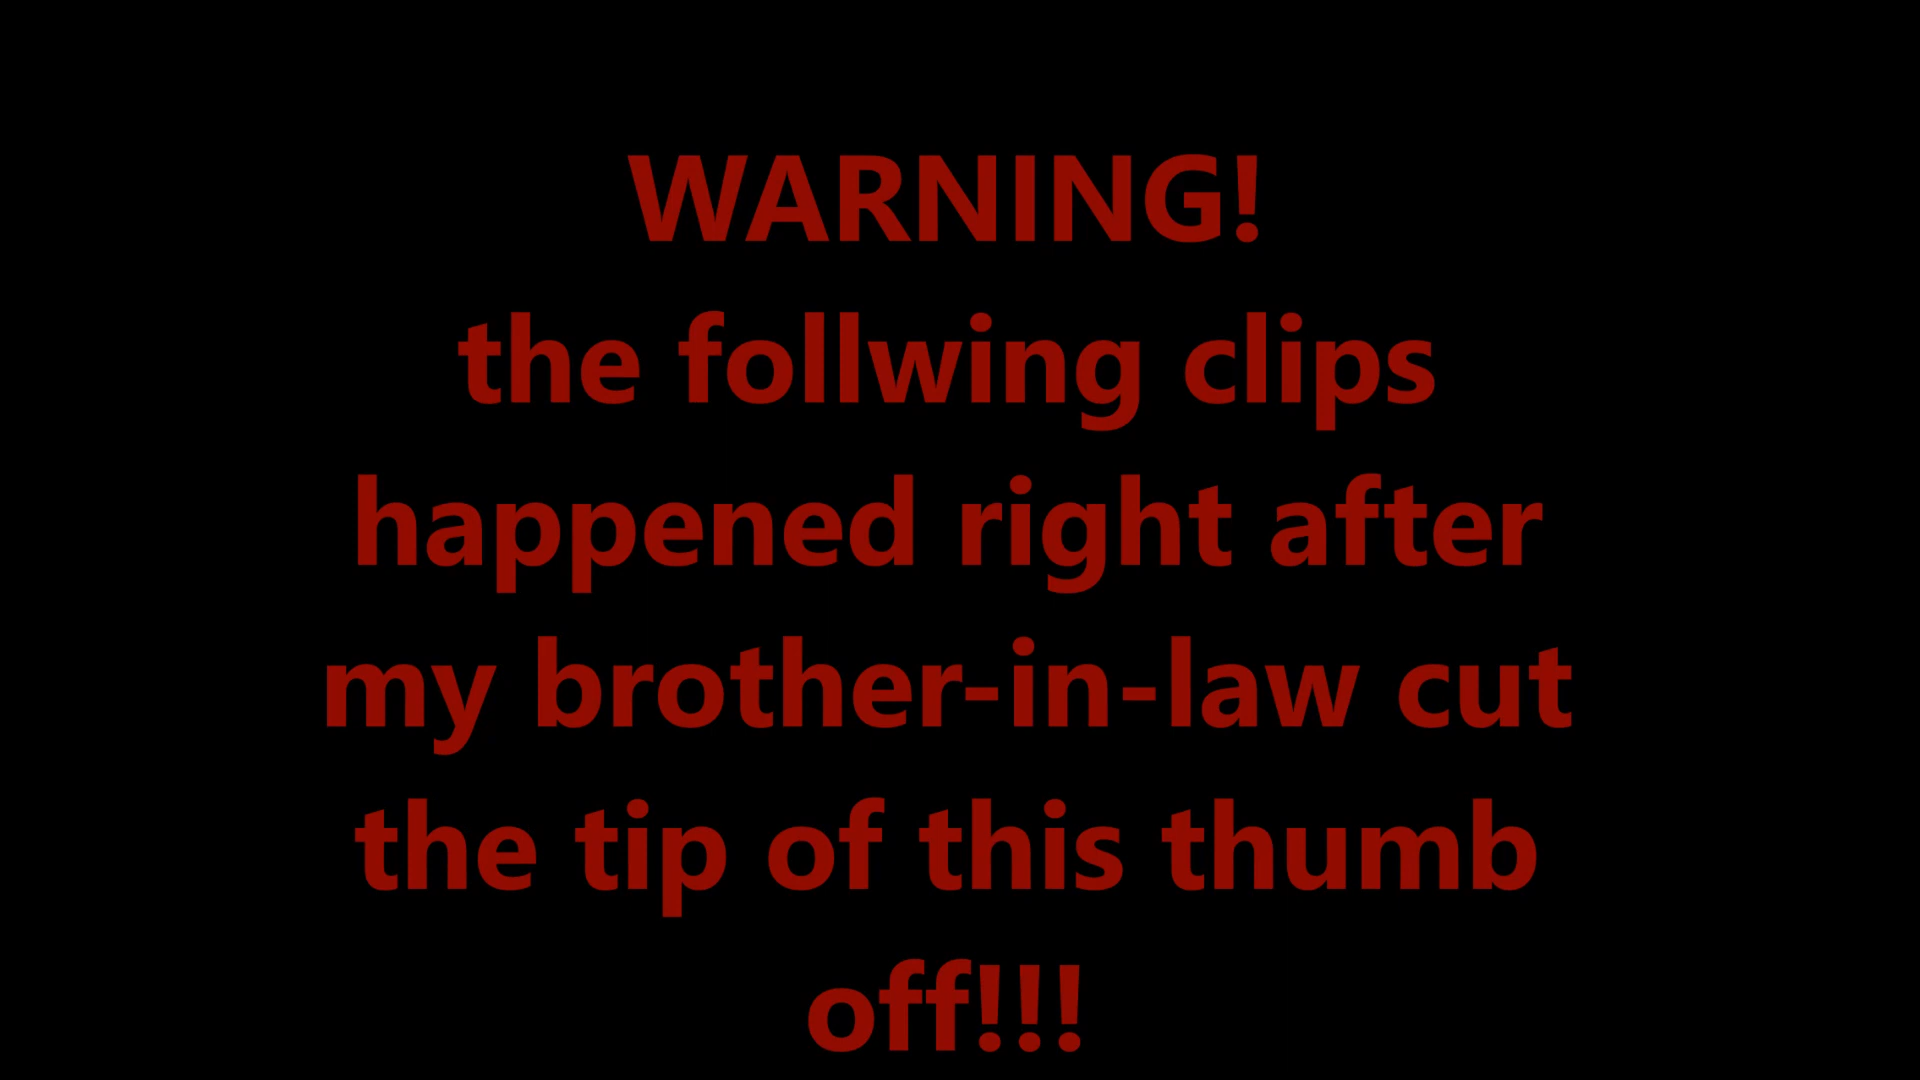 WARNING!
the follwing clips
happened right after
my brother-in-law cut
the tip of this thumb
off!!!